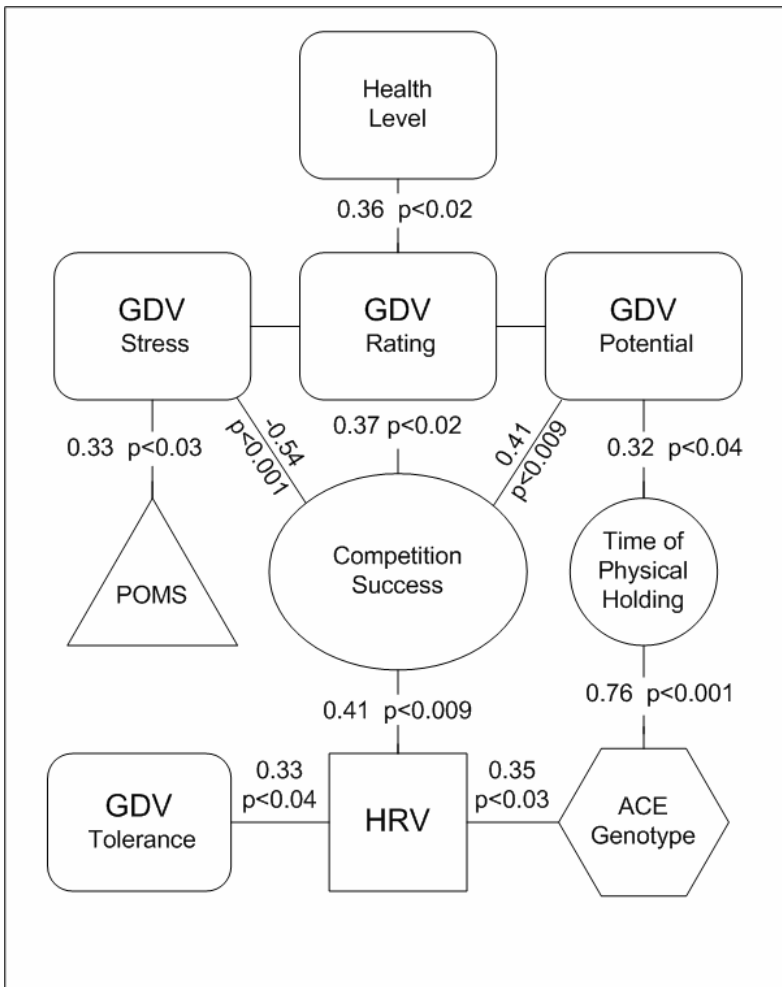 Health
Level
0.36 p<0.02
GDV
Stress
GDV
Rating
GDV
Potential
0.33 p<0.03
-0.54
p<0.001
0.37 p<0.02
0.41
p<0.009
0.32 p<0.04
POMS
Competition
Success
Time of
Physical
Holding
0.41 p<0.009
0.76 p<0.001
GDV
Tolerance
0.33
p<0.04
HRV
0.35
p<0.03
ACE
Genotype